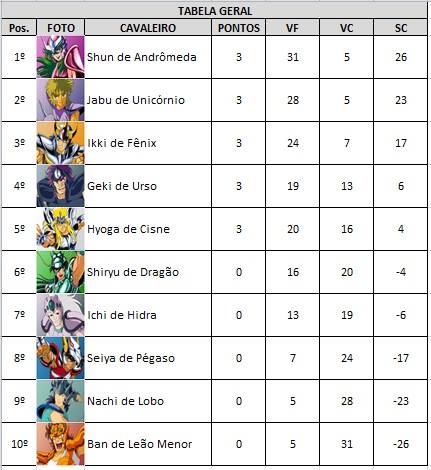 TABELA GERAL
Pos. FOTO CAVALEIRO PONTOS VF VC SC
1º Shun de Andrômeda 3 31 5 26
2º Jabu de Unicórnio 3 28 5 23
3º Ikki de Fênix 3 24 7 17
4º Geki de Urso 3 19 13 6
5º Hyoga de Cisne 3 20 16 4
6º Shiryu de Dragão 0 16 20 -4
7º Ichi de Hidra 0 13 19 -6
8º Seiya de Pégaso 0 7 24 -17
9º Nachi de Lobo 0 5 28 -23
10º Ban de Leão Menor 0 5 31 -26